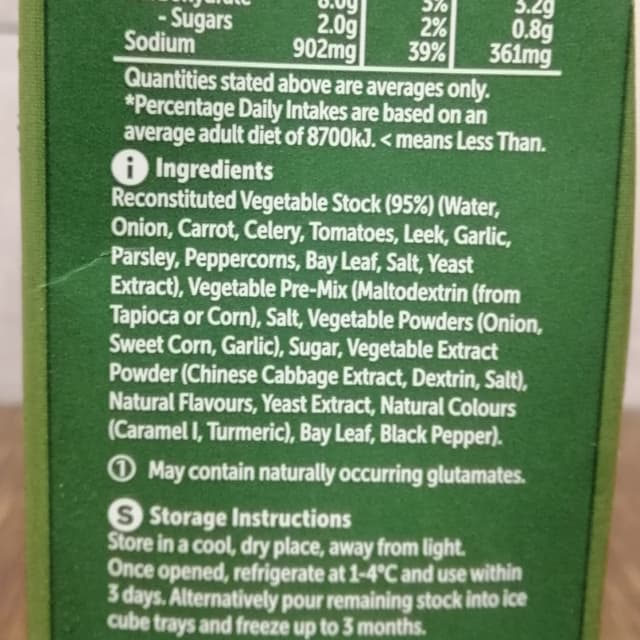 - Sugars 2.0g 2% 0.8g
Sodium 902mg 39% 361mg
Quantities stated above are averages only.
*Percentage Daily Intakes are based on an
average adult diet of 8700kJ. < means Less Than.
i Ingredients
Reconstituted Vegetable Stock (95%) (Water,
Onion, Carrot, Celery, Tomatoes, Leek, Garlic,
Parsley, Peppercorns, Bay Leaf, Salt, Yeast
Extract), Vegetable Pre-Mix (Maltodextrin (from
Tapioca or Corn), Salt, Vegetable Powders (Onion,
Sweet Corn, Garlic), Sugar, Vegetable Extract
Powder (Chinese Cabbage Extract, Dextrin, Salt),
Natural Flavours, Yeast Extract, Natural Colours
(Caramel I, Turmeric), Bay Leaf, Black Pepper).
① May contain naturally occurring glutamates.
S Storage Instructions
Store in a cool, dry place, away from light.
Once opened, refrigerate at 1-4°C and use within
3 days. Alternatively pour remaining stock into ice
cube trays and freeze up to 3 months.